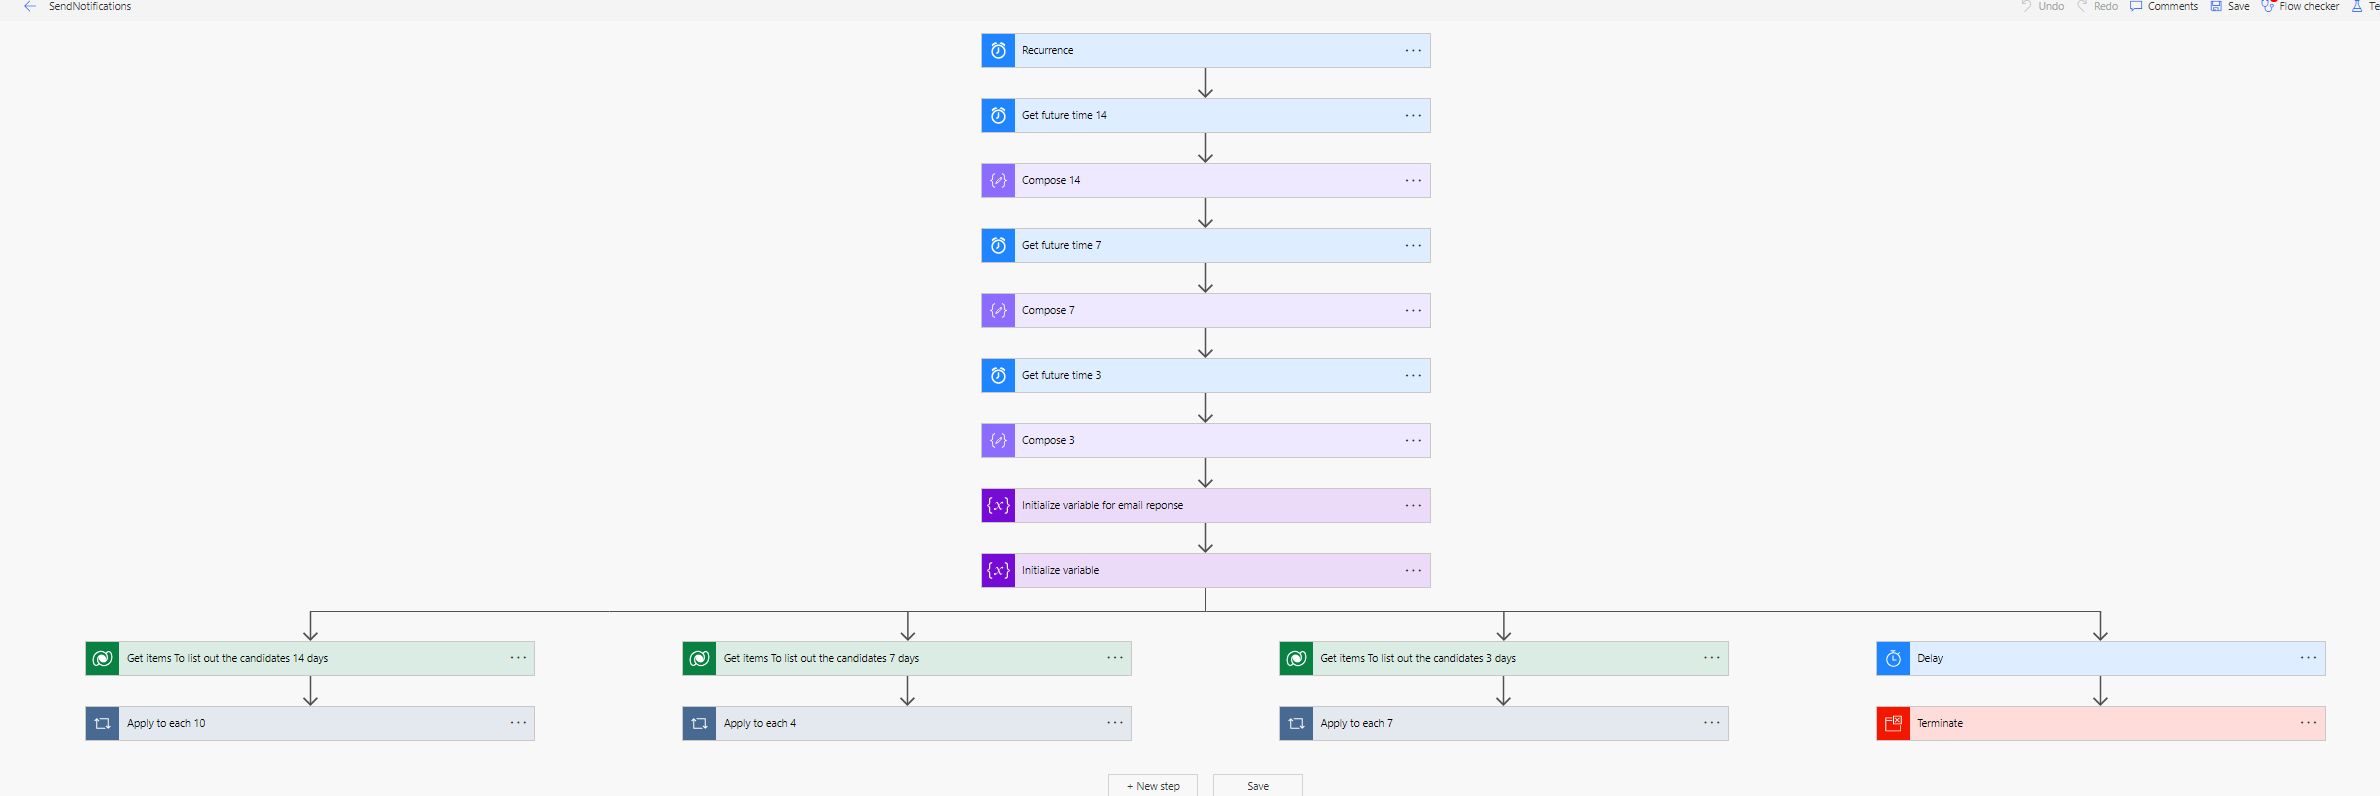 SendNotifications
Undo Redo Comments Save Flow checker Te
Recurrence
Get future time 14
Compose 14
Get future time 7
Compose 7
Get future time 3
Compose 3
Initialize variable for email reponse
Initialize variable
Get items To list out the candidates 14 days
Get items To list out the candidates 7 days
Get items To list out the candidates 3 days
Delay
Apply to each 10
Apply to each 4
Apply to each 7
Terminate
+ New step
Save